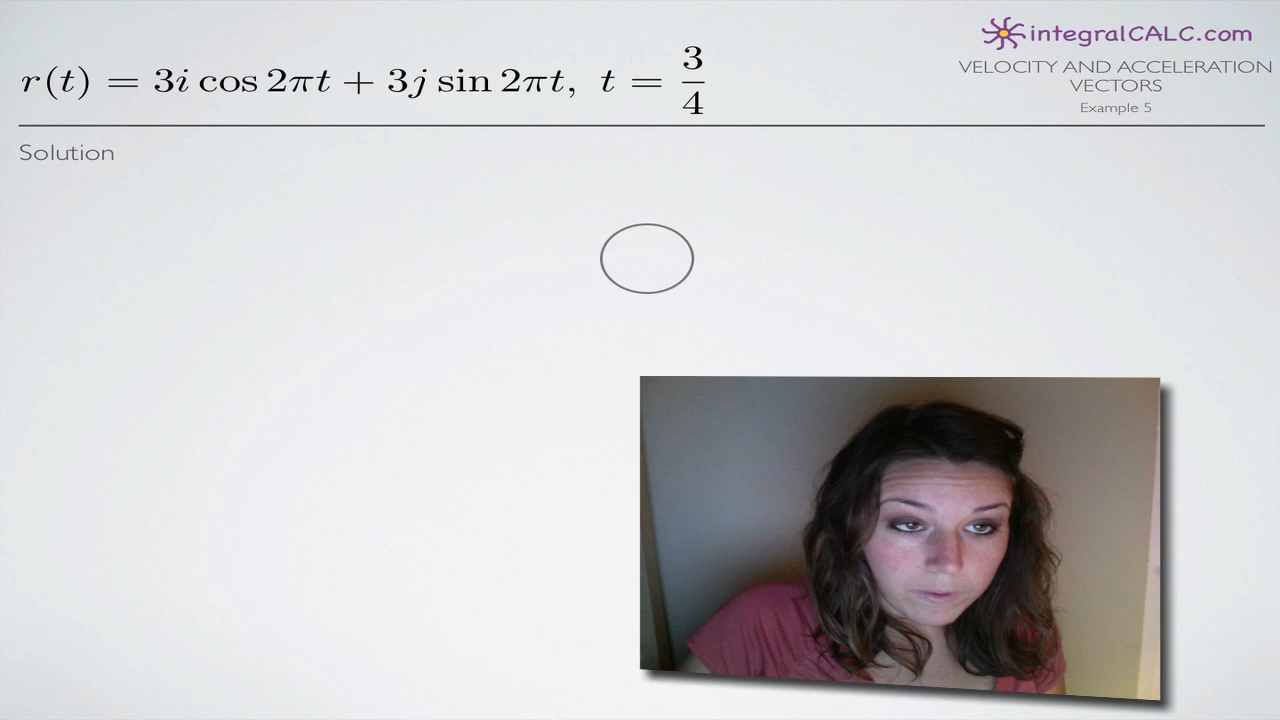 integralCALC.com
r(t) = 3i cos 2πt + 3j sin 2πt, t = 3/4
VELOCITY AND ACCELERATION
VECTORS
Example 5
Solution